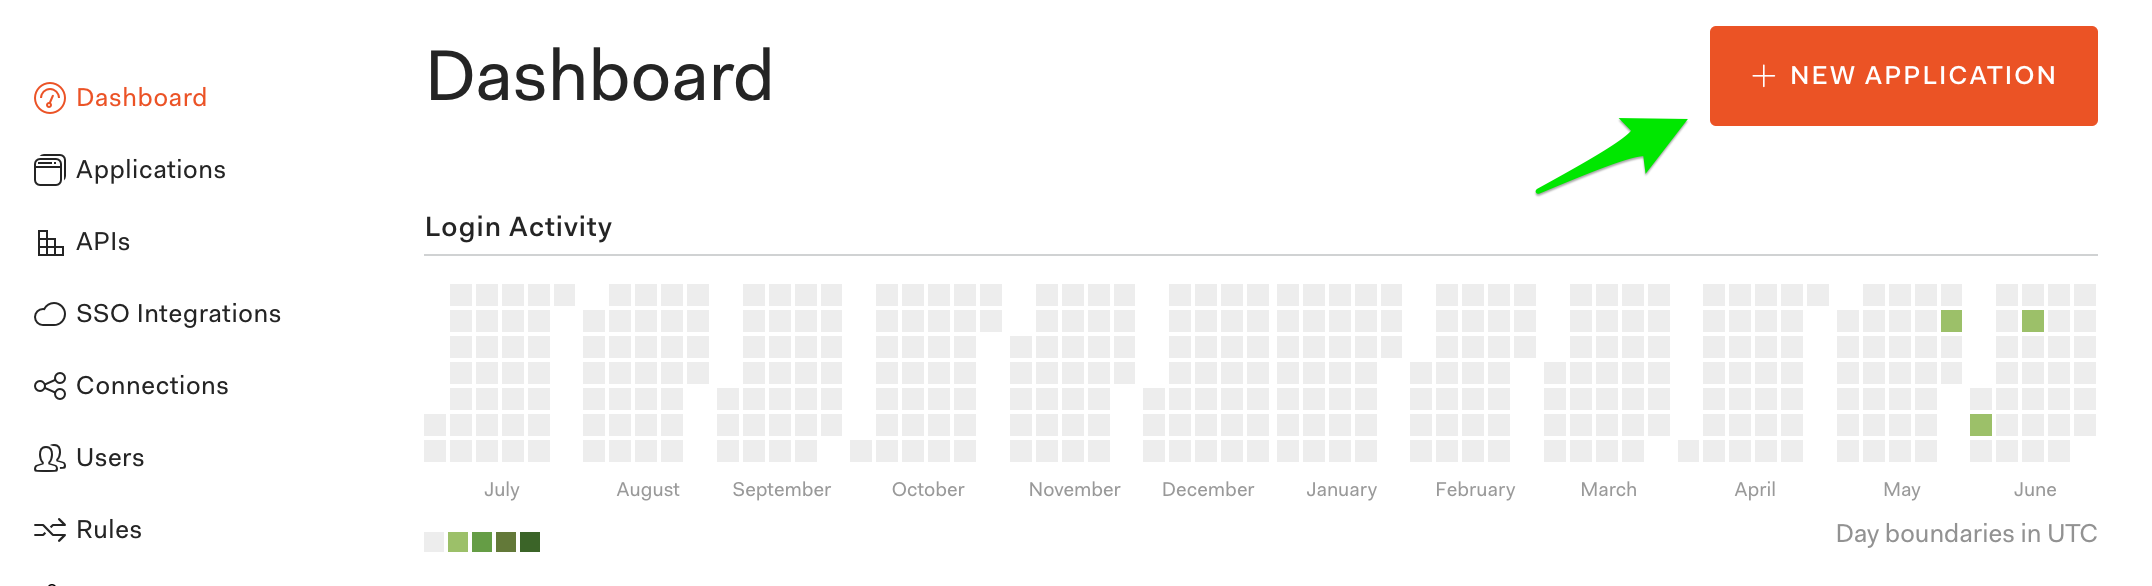 Dashboard
Applications
APIs
SSO Integrations
Connections
Users
Rules
Dashboard
+ NEW APPLICATION
Login Activity
July August September October November December January February March April May June
Day boundaries in UTC